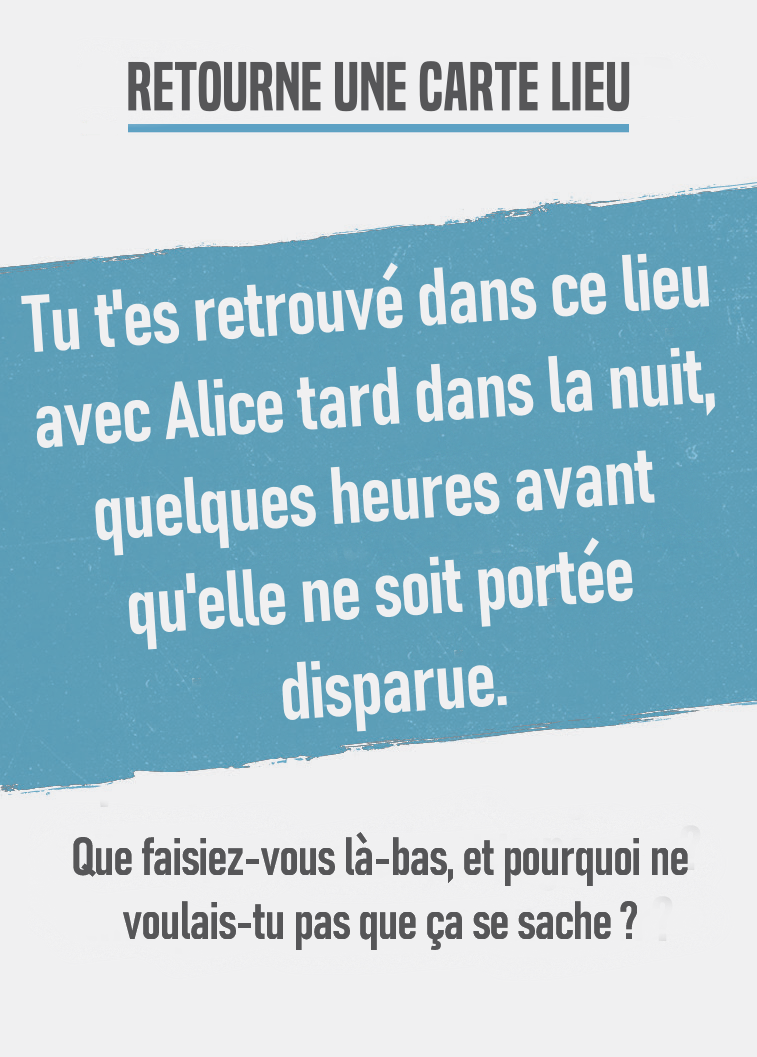 RETOURNE UNE CARTE LIEU
Tu t'es retrouvé dans ce lieu
avec Alice tard dans la nuit,
quelques heures avant
qu'elle ne soit portée
disparue.
Que faisiez-vous là-bas, et pourquoi ne
voulais-tu pas que ça se sache ?